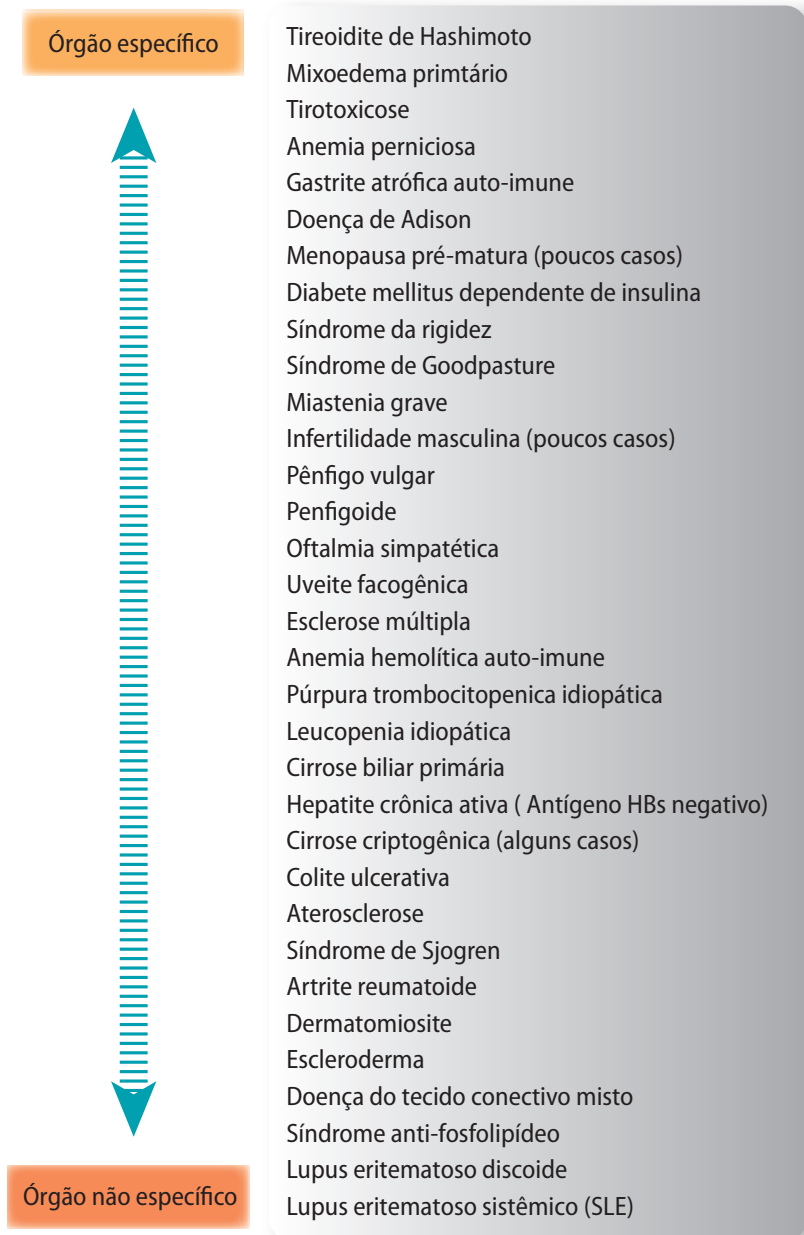 Órgão específico
Tireoidite de Hashimoto
Mixoedema primtário
Tirotoxicose
Anemia perniciosa
Gastrite atrófica auto-imune
Doença de Adison
Menopausa pré-matura (poucos casos)
Diabete mellitus dependente de insulina
Síndrome da rigidez
Síndrome de Goodpasture
Miastenia grave
Infertilidade masculina (poucos casos)
Pênfigo vulgar
Penfigoide
Oftalmia simpatética
Uveite facogênica
Esclerose múltipla
Anemia hemolítica auto-imune
Púrpura trombocitopenica idiopática
Leucopenia idiopática
Cirrose biliar primária
Hepatite crônica ativa ( Antígeno HBs negativo)
Cirrose criptogênica (alguns casos)
Colite ulcerativa
Aterosclerose
Síndrome de Sjogren
Artrite reumatoide
Dermatomiosite
Escleroderma
Doença do tecido conectivo misto
Síndrome anti-fosfolipídeo
Lupus eritematoso discoide
Órgão não específico
Lupus eritematoso sistêmico (SLE)